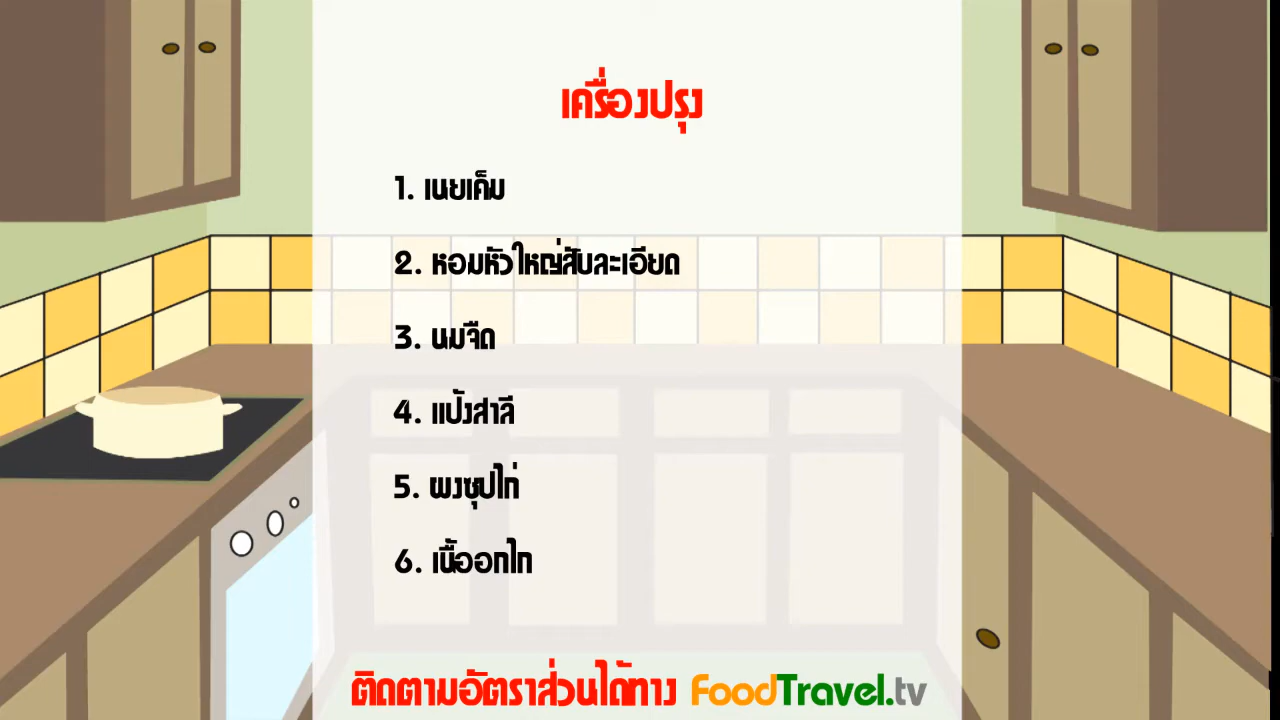 เครื่องปรุง
1. เนยเค็ม
2. หอมหัวใหญ่สับละเอียด
3. นมจืด
4. แป้งสาลี
5. ผงซุปไก่
6. เนื้ออกไก
ติดตามอัตราส่วนได้ทาง FoodTravel.tv